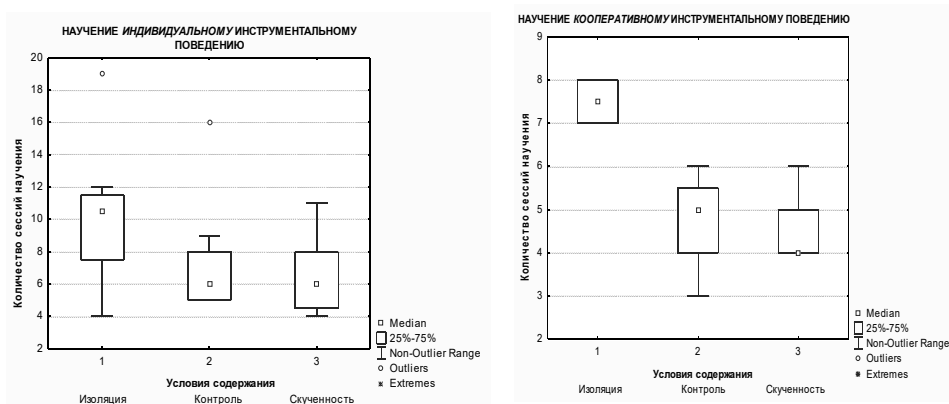 НАУЧЕНИЕ ИНДИВИДУАЛЬНОМУ ИНСТРУМЕНТАЛЬНОМУ
ПОВЕДЕНИЮ
20
18
16
14
12
10
8
6
4
2
Количество сессий научения
1 2 3
Условия содержания
Изоляция Контроль Скученность
Median
25%-75%
Non-Outlier Range
Outliers
Extremes
НАУЧЕНИЕ КООПЕРАТИВНОМУ ИНСТРУМЕНТАЛЬНОМУ ПОВЕДЕНИЮ
9
8
7
6
5
4
3
2
Количество сессий научения
1 2 3
Условия содержания
Изоляция Контроль Скученность
Median
25%-75%
Non-Outlier Range
Outliers
Extremes